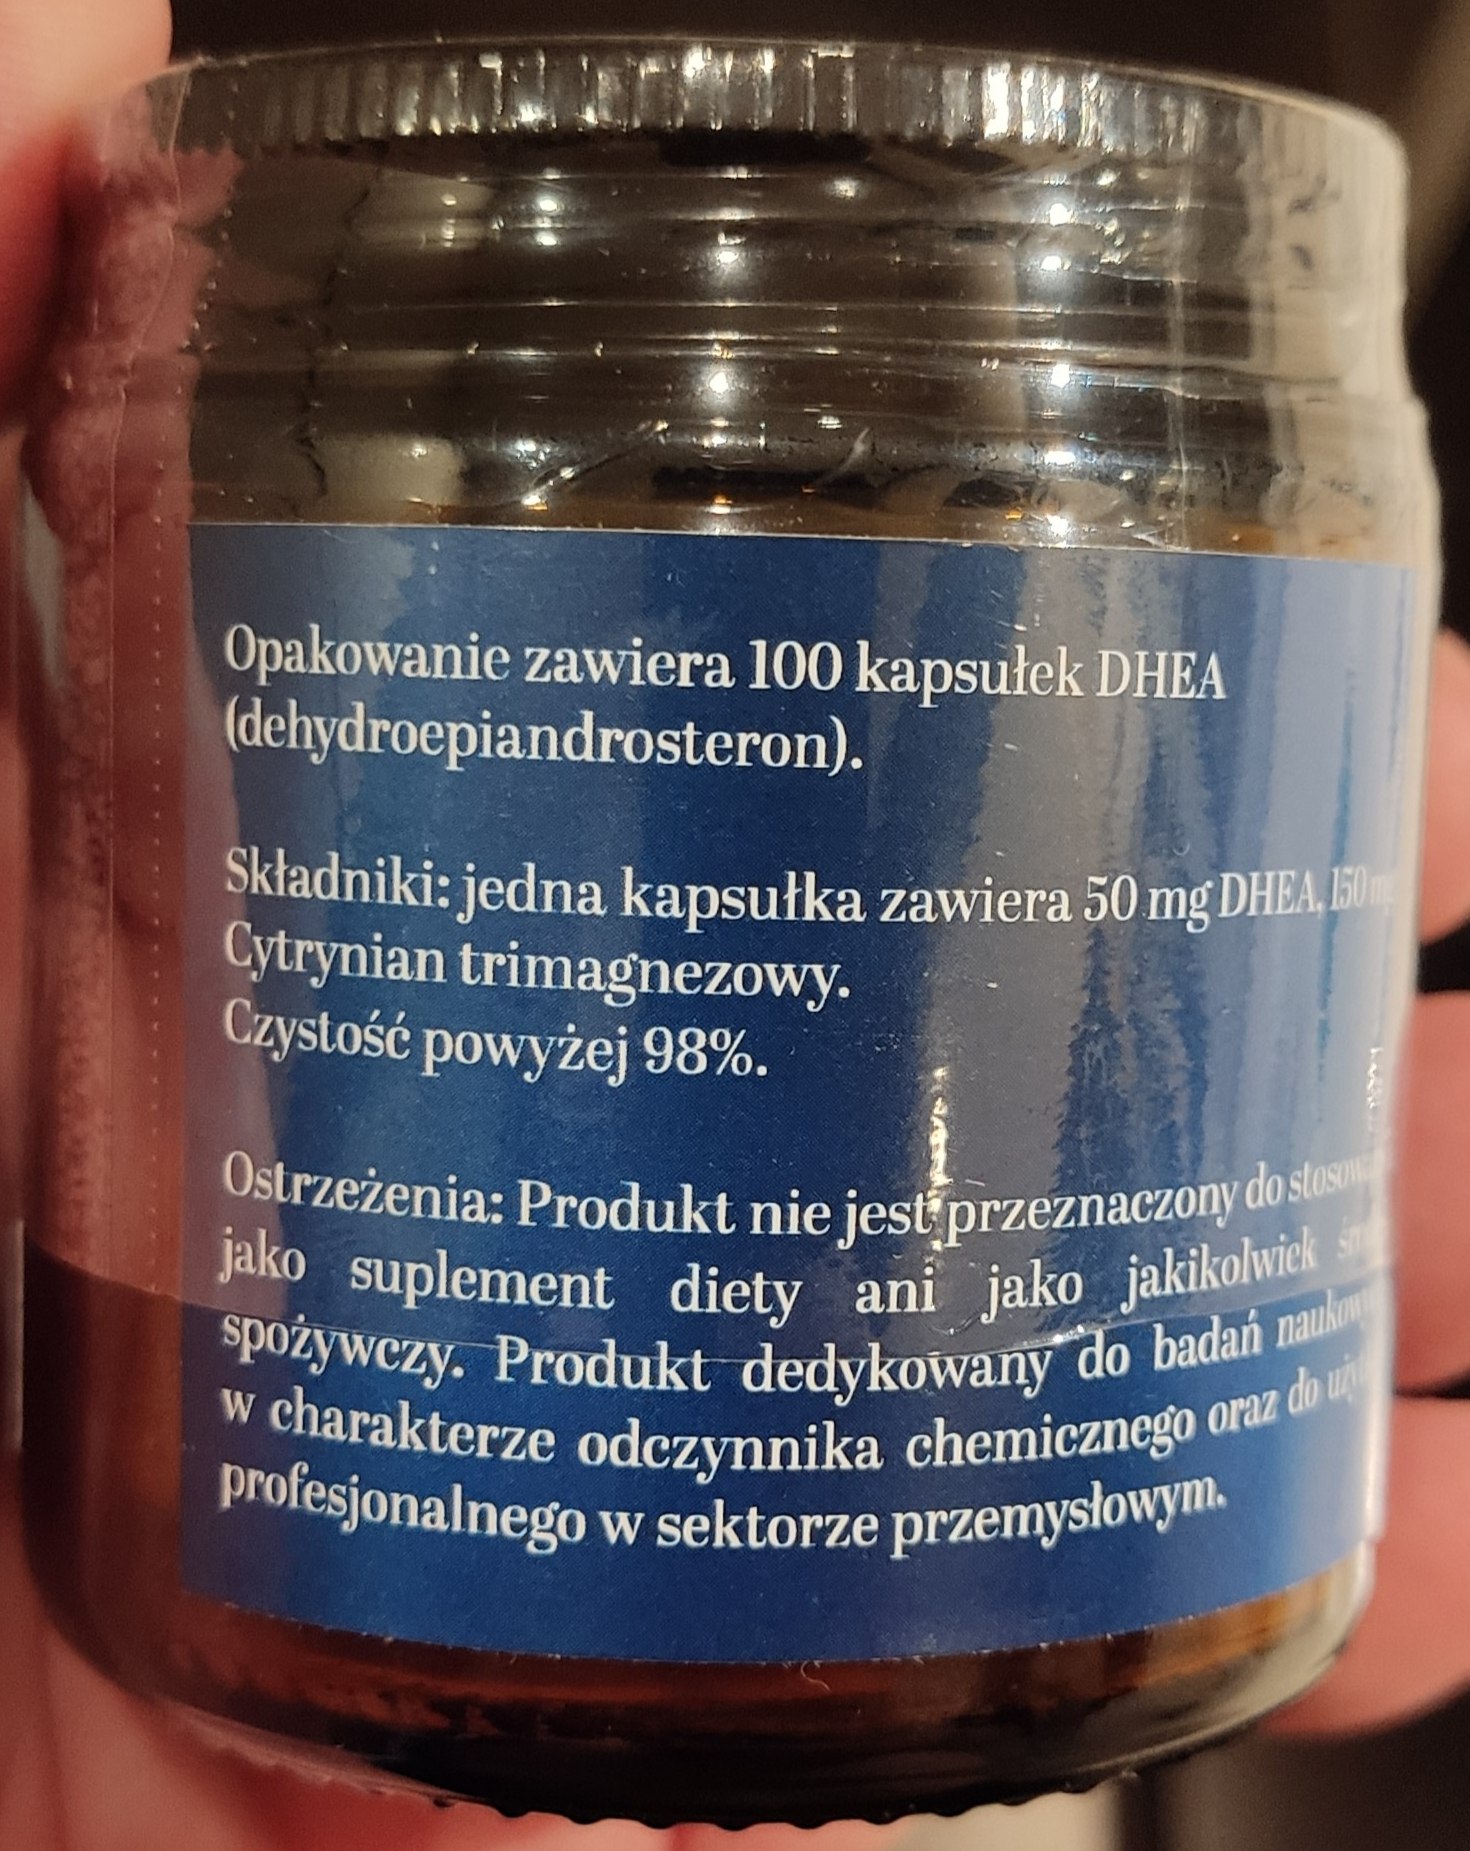 Opakowanie zawiera 100 kapsułek DHEA
(dehydroepiandrosteron).
Składniki: jedna kapsułka zawiera 50 mg DHEA, 150 mg
Cytrynian trimagnezowy.
Czystość powyżej 98%.
Ostrzeżenia: Produkt nie jest przeznaczony do
jako suplement diety ani jako jakikolwiek
spożywczy. Produkt dedykowany do badań
w charakterze odczynnika chemicznego oraz do
profesjonalnego w sektorze przemysłowym.